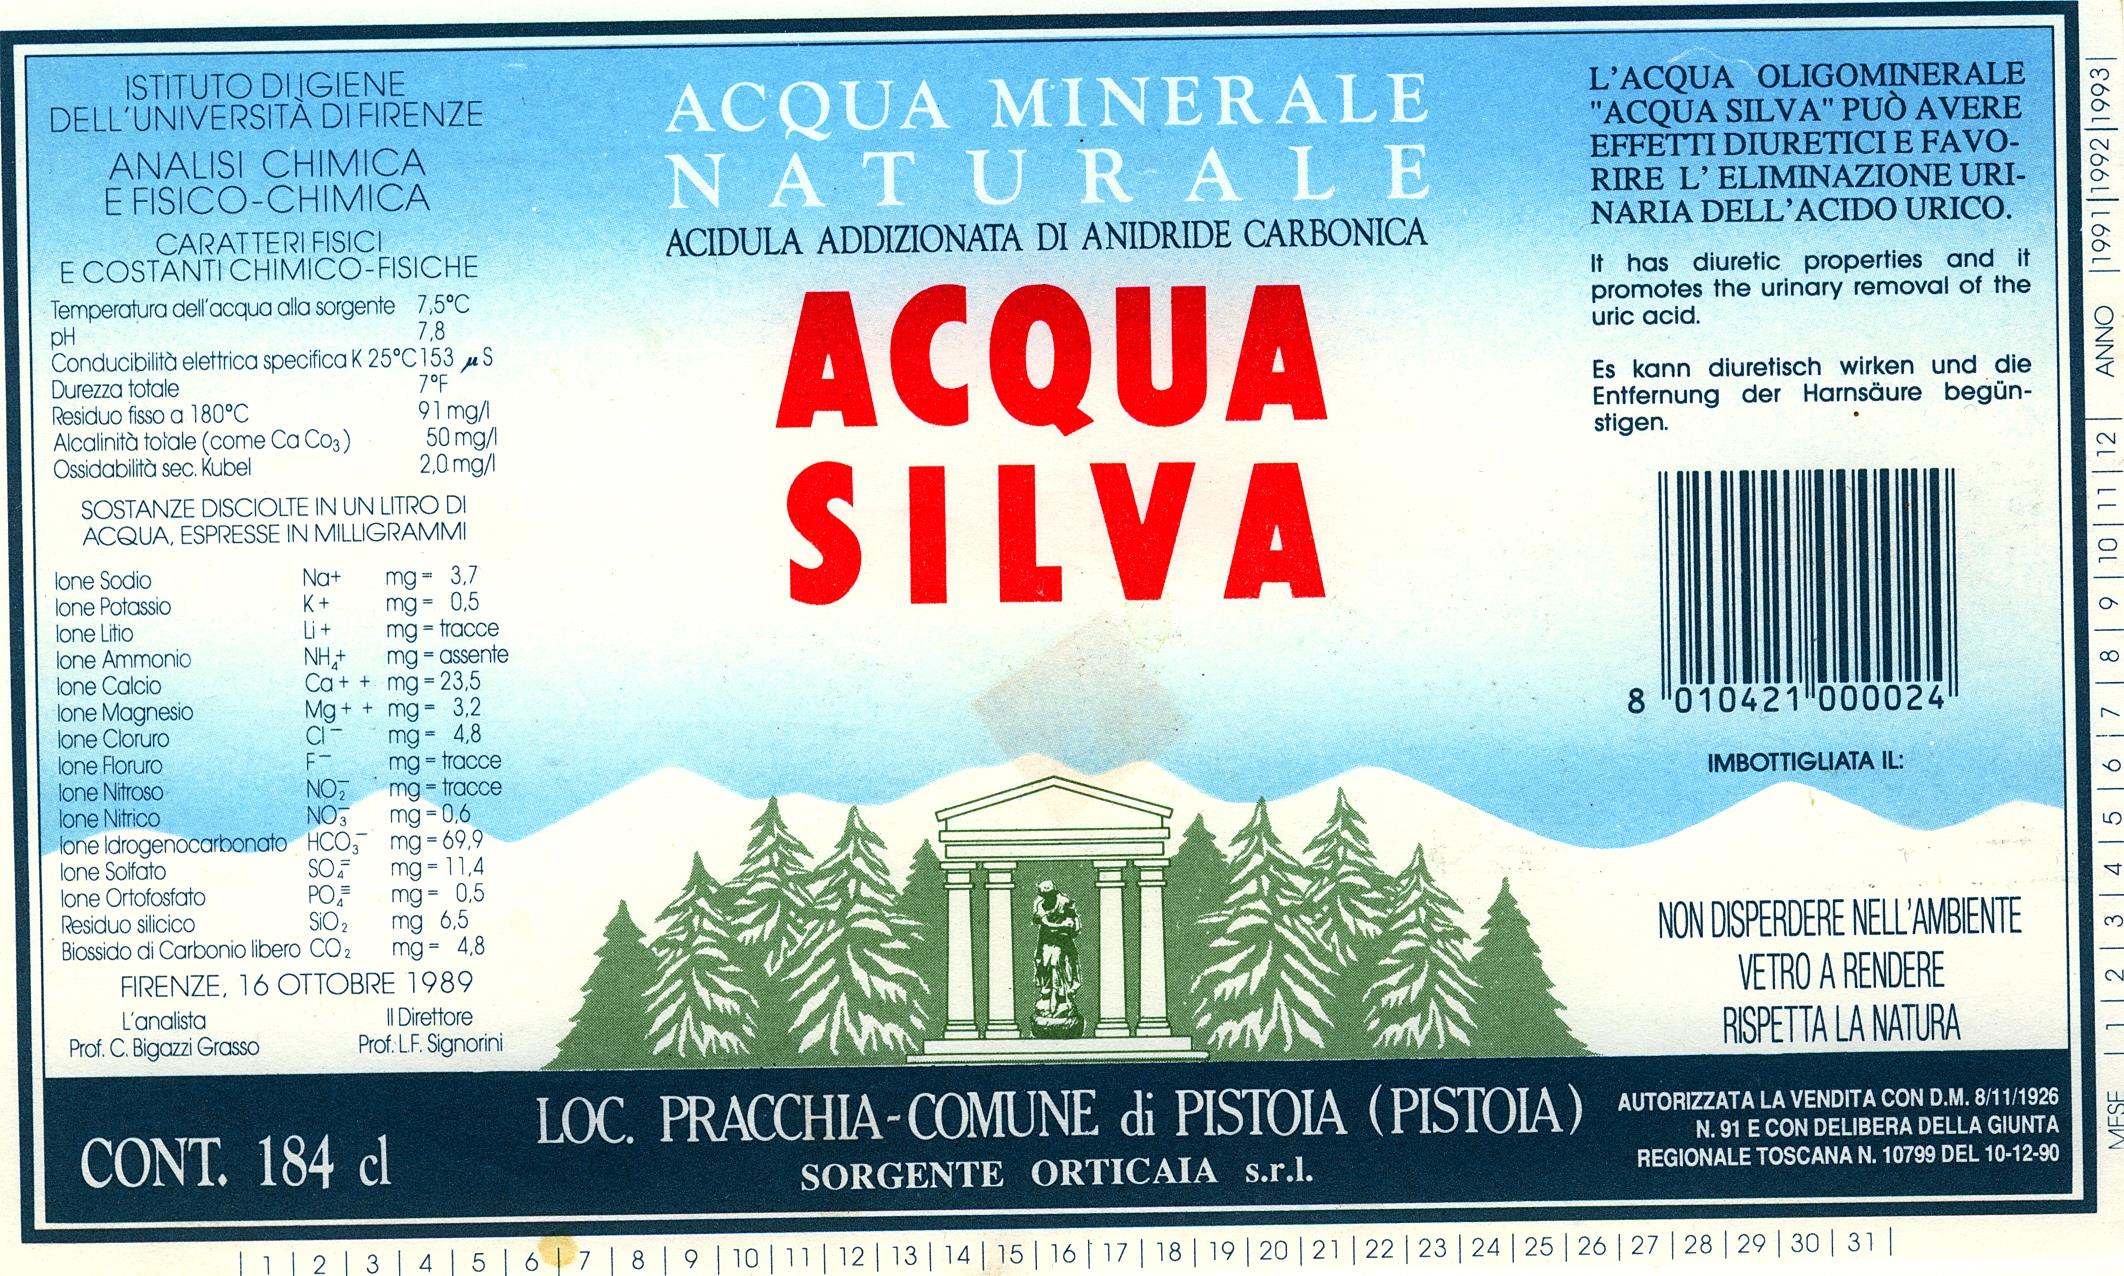 ISTITUTO DI IGIENE
DELL'UNIVERSITÀ DI FIRENZE
ANALISI CHIMICA
E FISICO-CHIMICA
CARATTERI FISICI
E COSTANTI CHIMICO-FISICHE
Temperatura dell'acqua alla sorgente 7,5°C
pH 7,8
Conducibilità elettrica specifica K 25°C 153 µS
Durezza totale 7°F
Residuo fisso a 180°C 91 mg/l
Alcalinità totale (come Ca Co3) 50 mg/l
Ossidabilità sec. Kubel 2,0 mg/l
SOSTANZE DISCIOLTE IN UN LITRO DI
ACQUA, ESPRESSE IN MILLIGRAMMI
Ione Sodio Na+ mg = 3,7
Ione Potassio K+ mg = 0,5
Ione Litio Li+ mg = tracce
Ione Ammonio NH4+ mg = assente
Ione Calcio Ca++ mg = 23,5
Ione Magnesio Mg++ mg = 3,2
Ione Cloruro Cl− mg = 4,8
Ione Floruro F− mg = tracce
Ione Nitroso NO2− mg = tracce
Ione Nitrico NO3− mg = 0,6
Ione Idrogenocarbonato HCO3− mg = 69,9
Ione Solfato SO4= mg = 11,4
Ione Ortofosfato PO4≡ mg = 0,5
Residuo silicico SiO2 mg 6,5
Biossido di Carbonio libero CO2 mg = 4,8
FIRENZE, 16 OTTOBRE 1989
L'analista Il Direttore
Prof. C. Bigazzi Grasso Prof. L.F. Signorini
ACQUA MINERALE
NATURALE
ACIDULA ADDIZIONATA DI ANIDRIDE CARBONICA
ACQUA
SILVA
L'ACQUA OLIGOMINERALE
"ACQUA SILVA" PUÒ AVERE
EFFETTI DIURETICI E FAVO-
RIRE L' ELIMINAZIONE URI-
NARIA DELL'ACIDO URICO.
It has diuretic properties and it
promotes the urinary removal of the
uric acid.
Es kann diuretisch wirken und die
Entfernung der Harnsäure begün-
stigen.
8 010421 000024
IMBOTTIGLIATA IL:
NON DISPERDERE NELL'AMBIENTE
VETRO A RENDERE
RISPETTA LA NATURA
CONT. 184 cl
LOC. PRACCHIA-COMUNE di PISTOIA (PISTOIA)
SORGENTE ORTICAIA s.r.l.
AUTORIZZATA LA VENDITA CON D.M. 8/11/1926
N. 91 E CON DELIBERA DELLA GIUNTA
REGIONALE TOSCANA N. 10799 DEL 10-12-90
MESE | 1 | 2 | 3 | 4 | 5 | 6 | 7 | 8 | 9 | 10 | 11 | 12 | ANNO | 1991 | 1992 | 1993 |
| 1 | 2 | 3 | 4 | 5 | 6 | 7 | 8 | 9 | 10 | 11 | 12 | 13 | 14 | 15 | 16 | 17 | 18 | 19 | 20 | 21 | 22 | 23 | 24 | 25 | 26 | 27 | 28 | 29 | 30 | 31 |